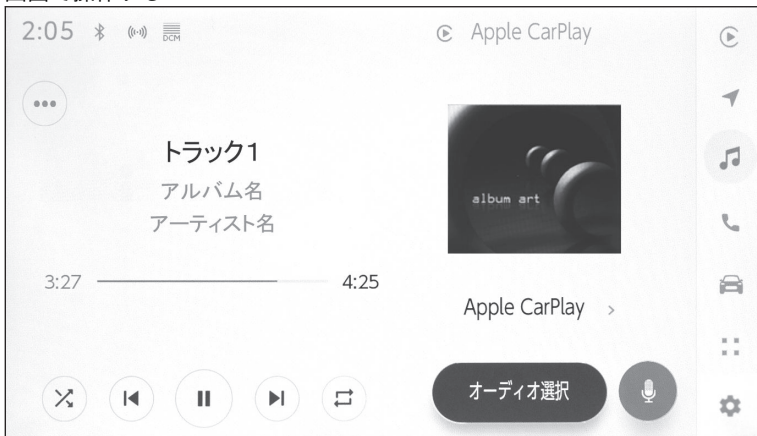 2:05
DCM
Apple CarPlay
トラック1
アルバム名
アーティスト名
3:27
4:25
album art
Apple CarPlay
オーディオ選択